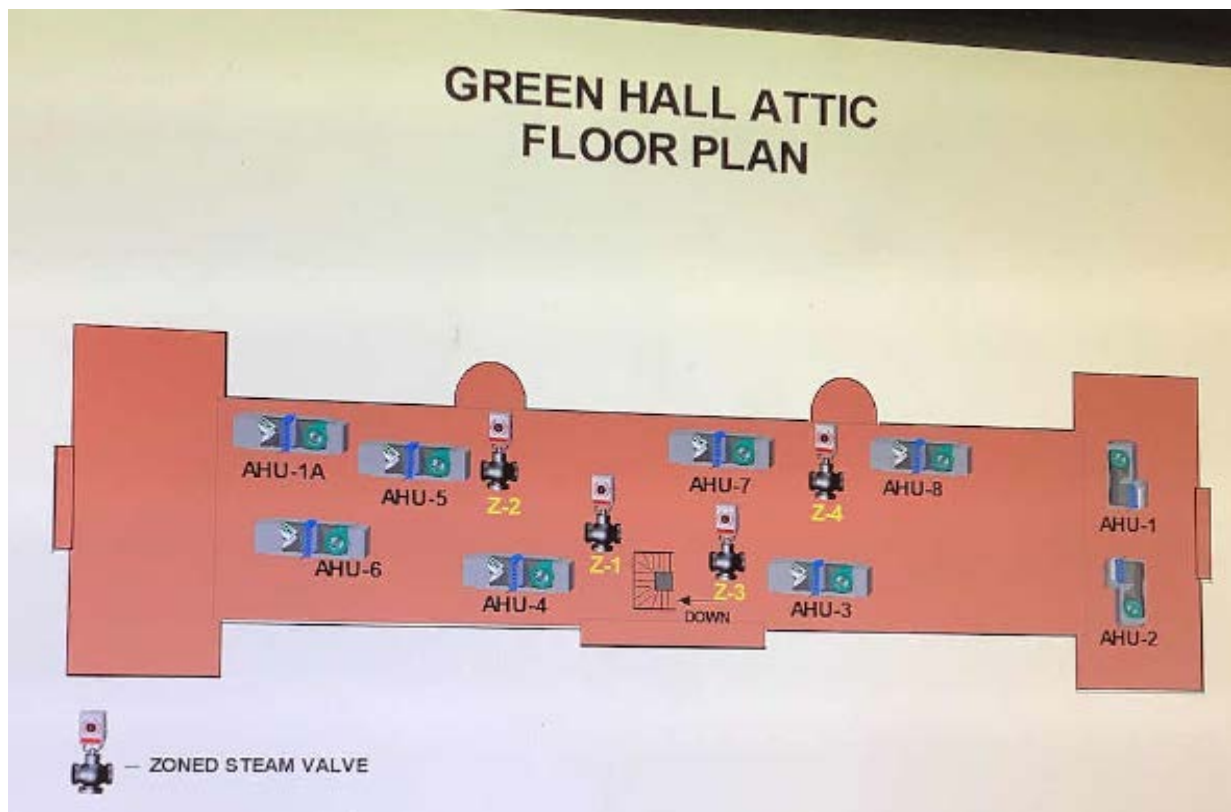 GREEN HALL ATTIC
FLOOR PLAN
AHU-1A
AHU-5
Z-2
AHU-7
Z-4
AHU-8
AHU-1
AHU-6
AHU-4
Z-1
Z-3
DOWN
AHU-3
AHU-2
— ZONED STEAM VALVE